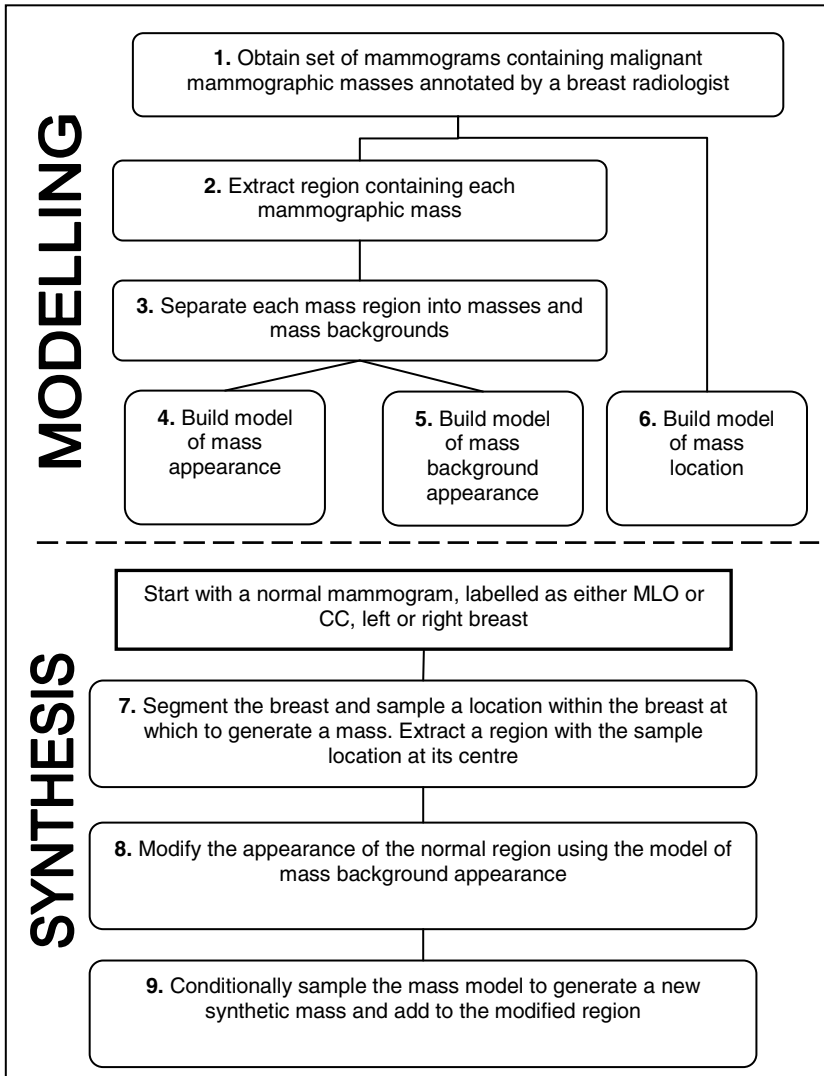 MODELLING
1. Obtain set of mammograms containing malignant
mammographic masses annotated by a breast radiologist
2. Extract region containing each
mammographic mass
3. Separate each mass region into masses and
mass backgrounds
4. Build model
of mass
appearance
5. Build model
of mass
background
appearance
6. Build model
of mass
location
SYNTHESIS
Start with a normal mammogram, labelled as either MLO or
CC, left or right breast
7. Segment the breast and sample a location within the breast at
which to generate a mass. Extract a region with the sample
location at its centre
8. Modify the appearance of the normal region using the model of
mass background appearance
9. Conditionally sample the mass model to generate a new
synthetic mass and add to the modified region